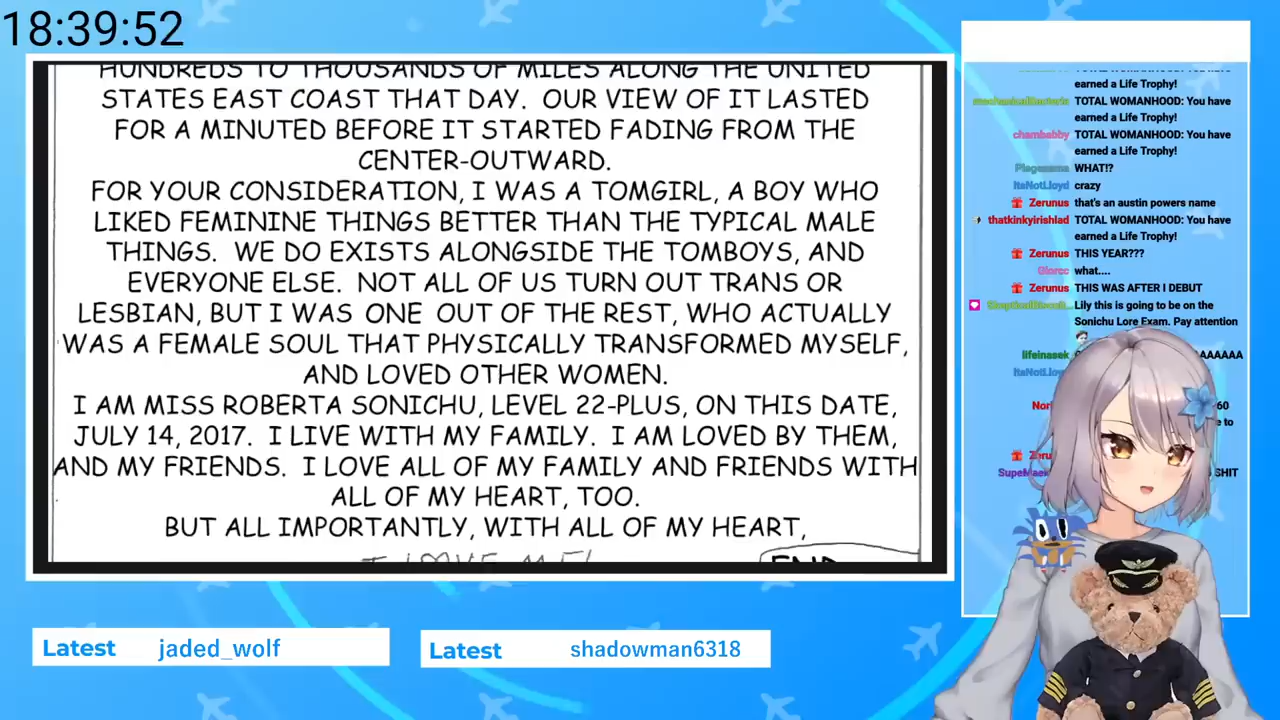 18:39:52
HUNDREDS TO THOUSANDS OF MILES ALONG THE UNITED
STATES EAST COAST THAT DAY. OUR VIEW OF IT LASTED
FOR A MINUTED BEFORE IT STARTED FADING FROM THE
CENTER-OUTWARD.
FOR YOUR CONSIDERATION, I WAS A TOMGIRL, A BOY WHO
LIKED FEMININE THINGS BETTER THAN THE TYPICAL MALE
THINGS. WE DO EXISTS ALONGSIDE THE TOMBOYS, AND
EVERYONE ELSE. NOT ALL OF US TURN OUT TRANS OR
LESBIAN, BUT I WAS ONE OUT OF THE REST, WHO ACTUALLY
WAS A FEMALE SOUL THAT PHYSICALLY TRANSFORMED MYSELF,
AND LOVED OTHER WOMEN.
I AM MISS ROBERTA SONICHU, LEVEL 22-PLUS, ON THIS DATE,
JULY 14, 2017. I LIVE WITH MY FAMILY. I AM LOVED BY THEM,
AND MY FRIENDS. I LOVE ALL OF MY FAMILY AND FRIENDS WITH
ALL OF MY HEART, TOO.
BUT ALL IMPORTANTLY, WITH ALL OF MY HEART,
I LOVE ME!
END
earned a Life Trophy!
TOTAL WOMANHOOD: You have
earned a Life Trophy!
chambabby TOTAL WOMANHOOD: You have
earned a Life Trophy!
WHAT!?
ItsNotLloyd crazy
Zerunus that's an austin powers name
thatkinkyirishlad TOTAL WOMANHOOD: You have
earned a Life Trophy!
Zerunus THIS YEAR???
what....
Zerunus THIS WAS AFTER I DEBUT
Lily this is going to be on the
Sonichu Lore Exam. Pay attention
lifeinasek AAAAAA
60
e to
SHIT
Latest jaded_wolf
Latest shadowman6318